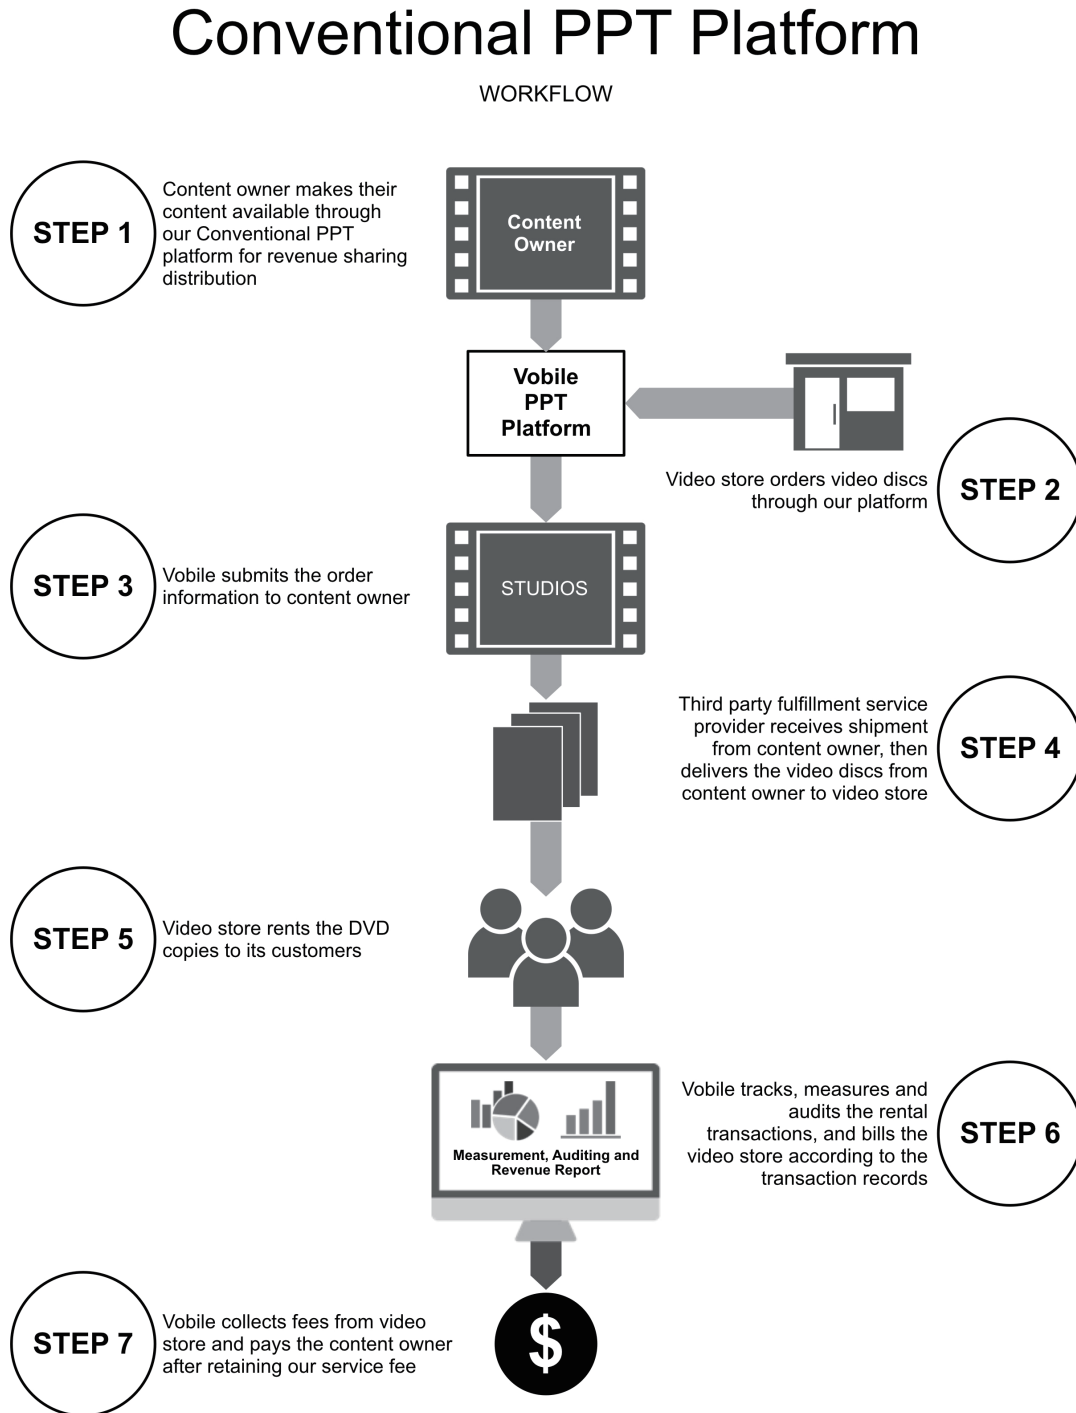 Conventional PPT Platform
WORKFLOW
STEP 1
Content owner makes their
content available through
our Conventional PPT
platform for revenue sharing
distribution
Content
Owner
Vobile
PPT
Platform
Video store orders video discs
through our platform
STEP 2
STEP 3
Vobile submits the order
information to content owner
STUDIOS
Third party fulfillment service
provider receives shipment
from content owner, then
delivers the video discs from
content owner to video store
STEP 4
STEP 5
Video store rents the DVD
copies to its customers
Measurement, Auditing and
Revenue Report
Vobile tracks, measures and
audits the rental
transactions, and bills the
video store according to the
transaction records
STEP 6
STEP 7
Vobile collects fees from video
store and pays the content owner
after retaining our service fee
$